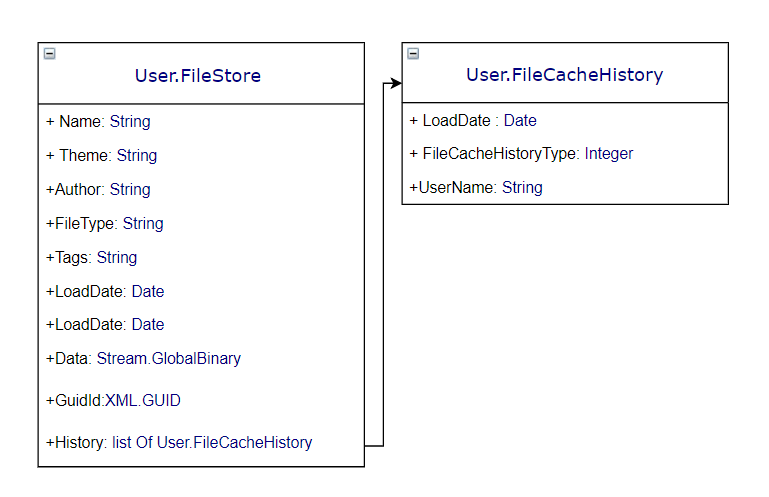 User.FileStore
+ Name: String
+ Theme: String
+Author: String
+FileType: String
+Tags: String
+LoadDate: Date
+LoadDate: Date
+Data: Stream.GlobalBinary
+GuidId:XML.GUID
+History: list Of User.FileCacheHistory
User.FileCacheHistory
+ LoadDate : Date
+ FileCacheHistoryType: Integer
+UserName: String